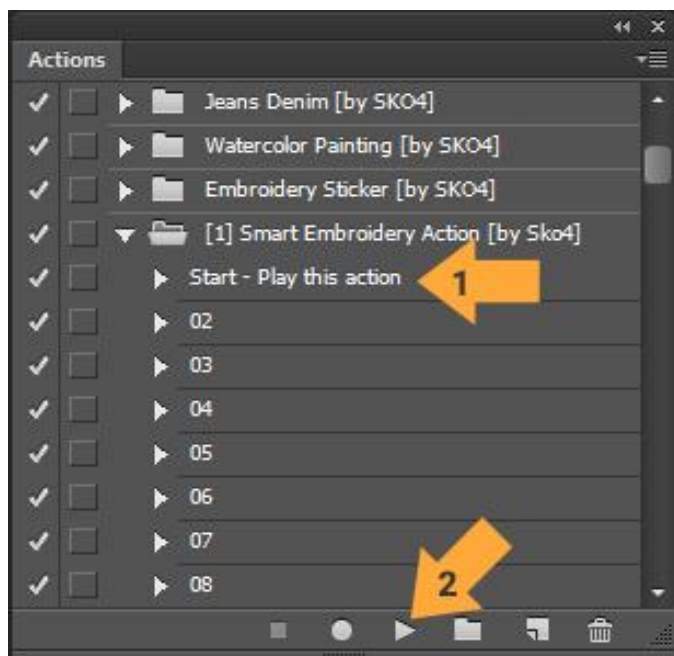 Actions
Jeans Denim [by SKO4]
Watercolor Painting [by SKO4]
Embroidery Sticker [by SKO4]
[1] Smart Embroidery Action [by Sko4]
Start - Play this action
1
02
03
04
05
06
07
08
2